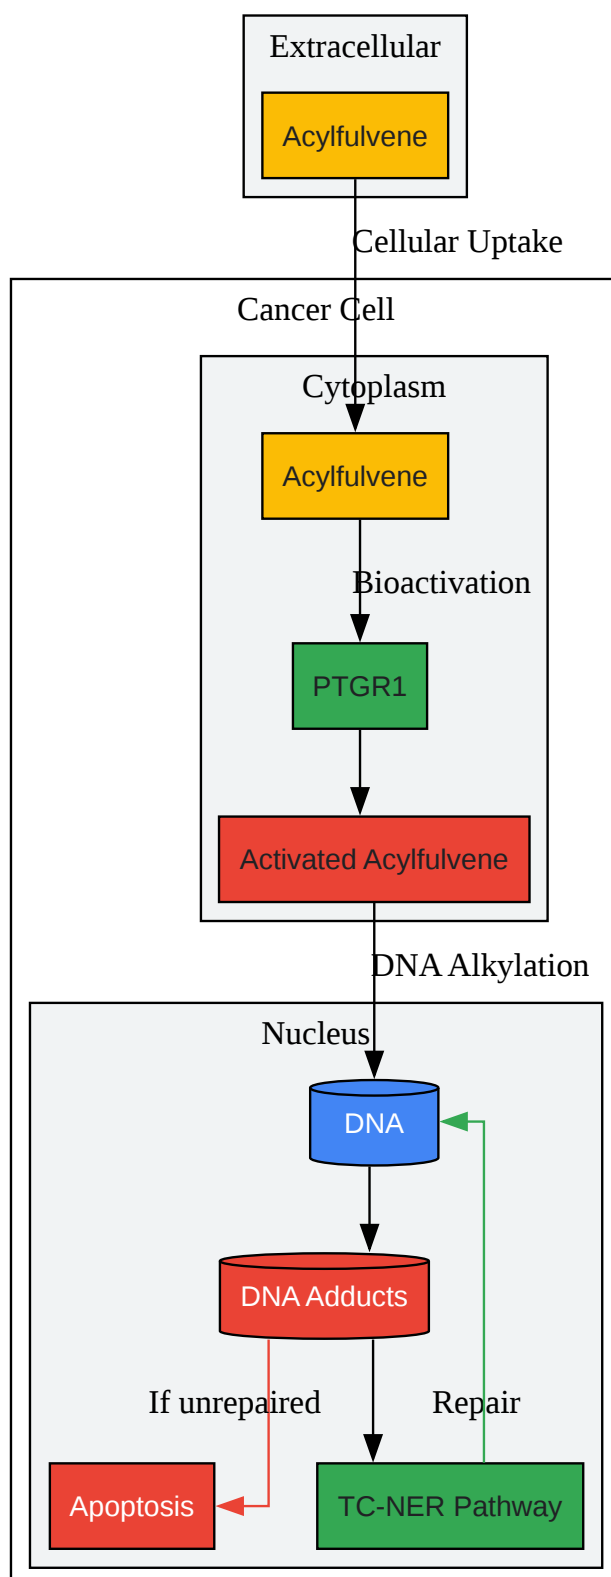 Extracellular
Acylfulvene
Cellular Uptake
Cancer Cell
Cytoplasm
Acylfulvene
Bioactivation
PTGR1
Activated Acylfulvene
DNA Alkylation
Nucleus
DNA
DNA Adducts
If unrepaired
Repair
Apoptosis
TC-NER Pathway